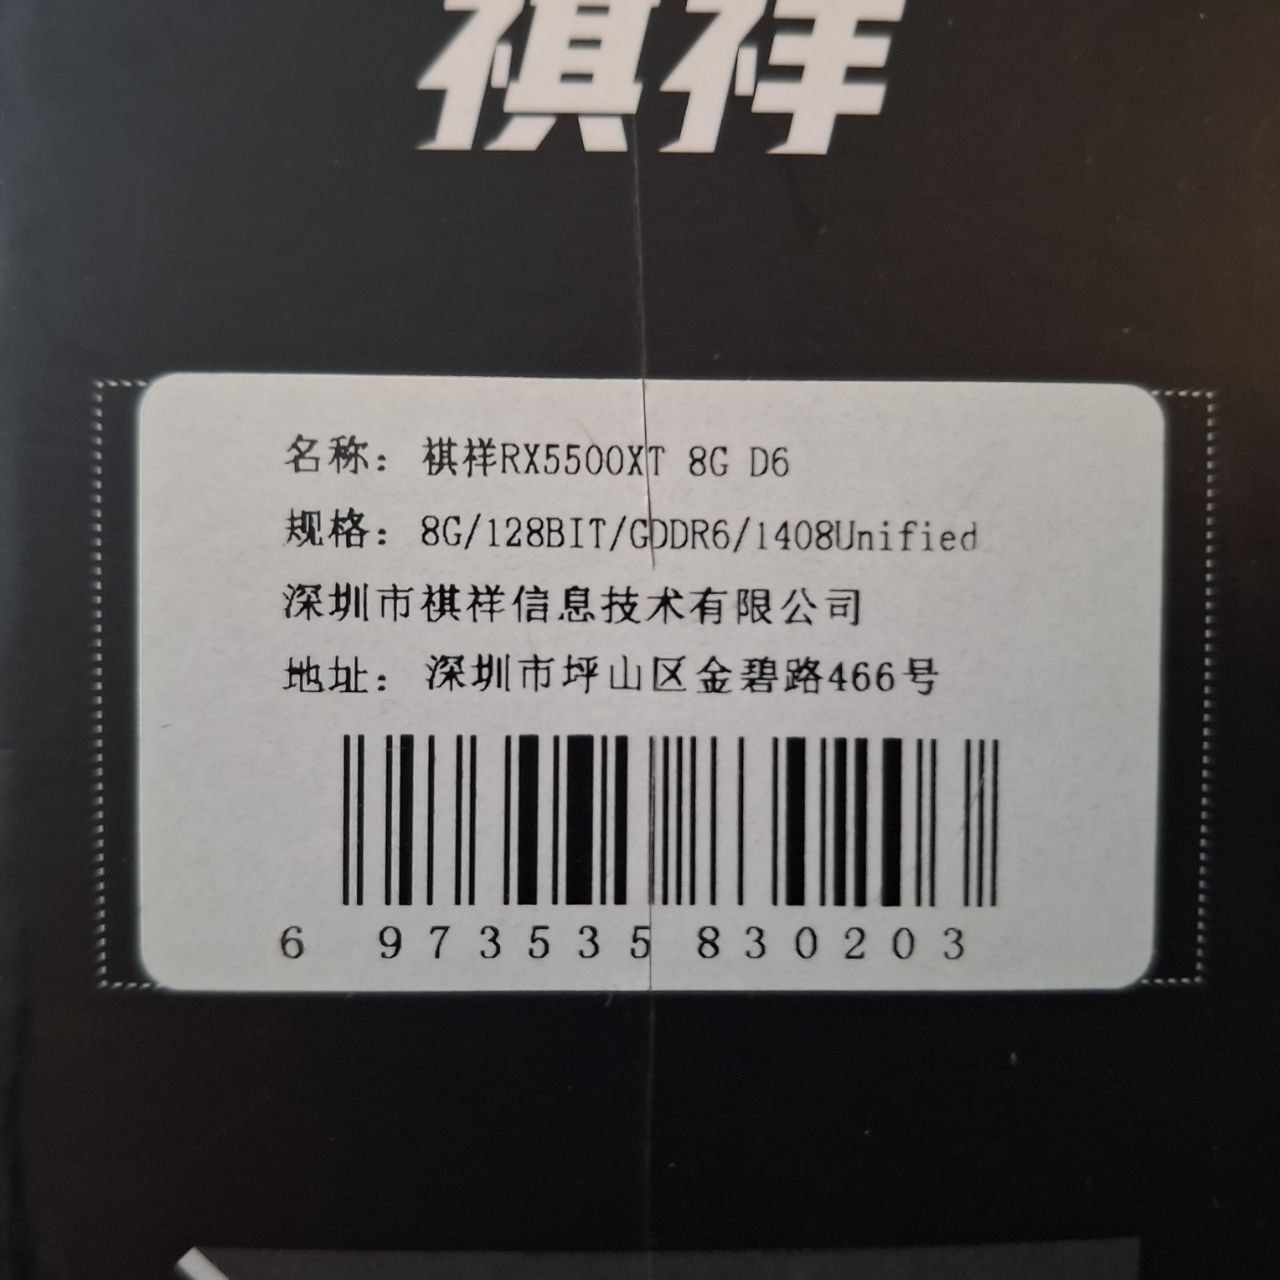 祺祥
名称：祺祥RX5500XT 8G D6
规格：8G/128BIT/GDDR6/1408Unified
深圳市祺祥信息技术有限公司
地址：深圳市坪山区金碧路466号
6 973535 830203